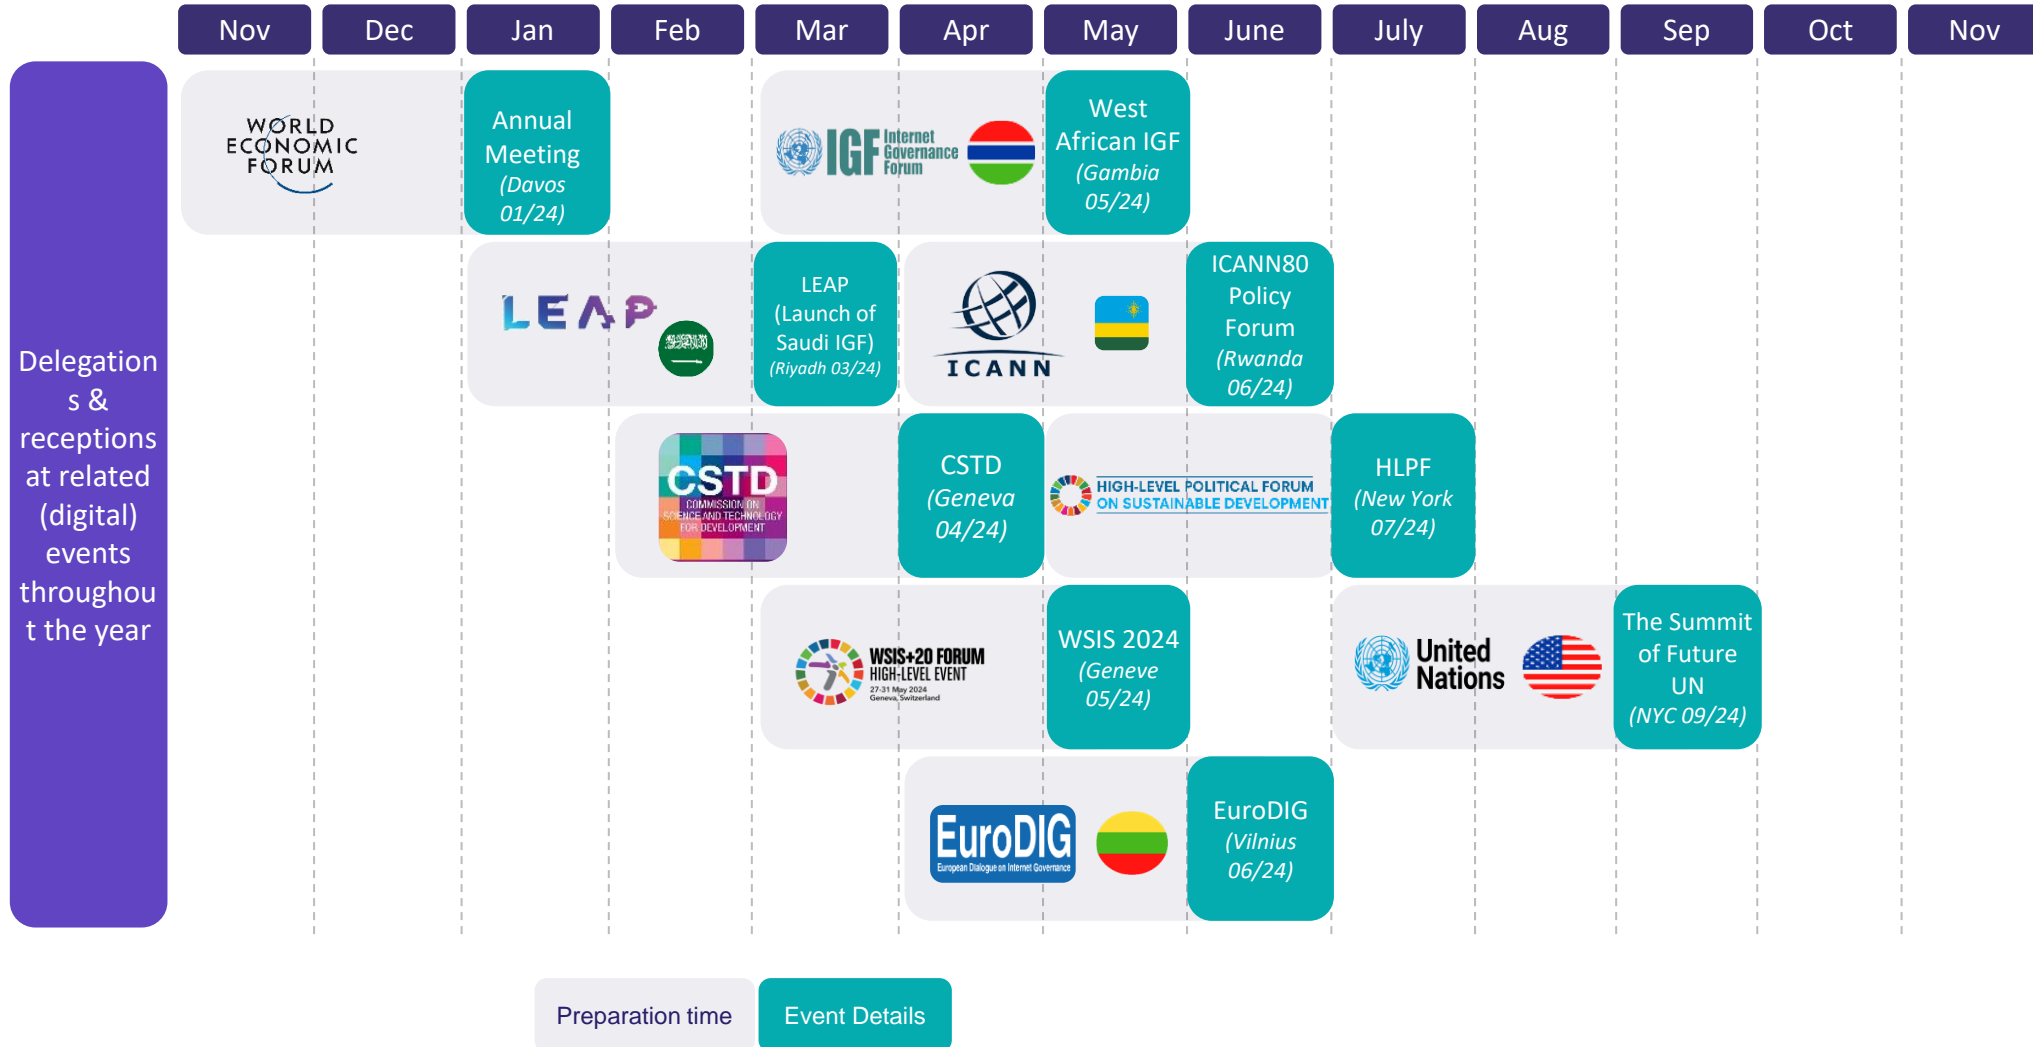 Nov
Dec
Jan
Feb
Mar
Apr
May
June
July
Aug
Sep
Oct
Nov
Delegation
s &
receptions
at related
(digital)
events
throughou
t the year
WORLD
ECONOMIC
FORUM
Annual
Meeting
(Davos
01/24)
IGF
Internet
Governance
Forum
West
African IGF
(Gambia
05/24)
LEAP
LEAP
(Launch of
Saudi IGF)
(Riyadh 03/24)
ICANN
ICANN80
Policy
Forum
(Rwanda
06/24)
CSTD
COMMISSION ON
SCIENCE AND TECHNOLOGY
FOR DEVELOPMENT
CSTD
(Geneva
04/24)
HIGH-LEVEL POLITICAL FORUM
ON SUSTAINABLE DEVELOPMENT
HLPF
(New York
07/24)
WSIS+20 FORUM
HIGH-LEVEL EVENT
27-31 May 2024
Geneva, Switzerland
WSIS 2024
(Geneve
05/24)
United
Nations
The Summit
of Future
UN
(NYC 09/24)
EuroDIG
European Dialogue on Internet Governance
EuroDIG
(Vilnius
06/24)
Preparation time
Event Details